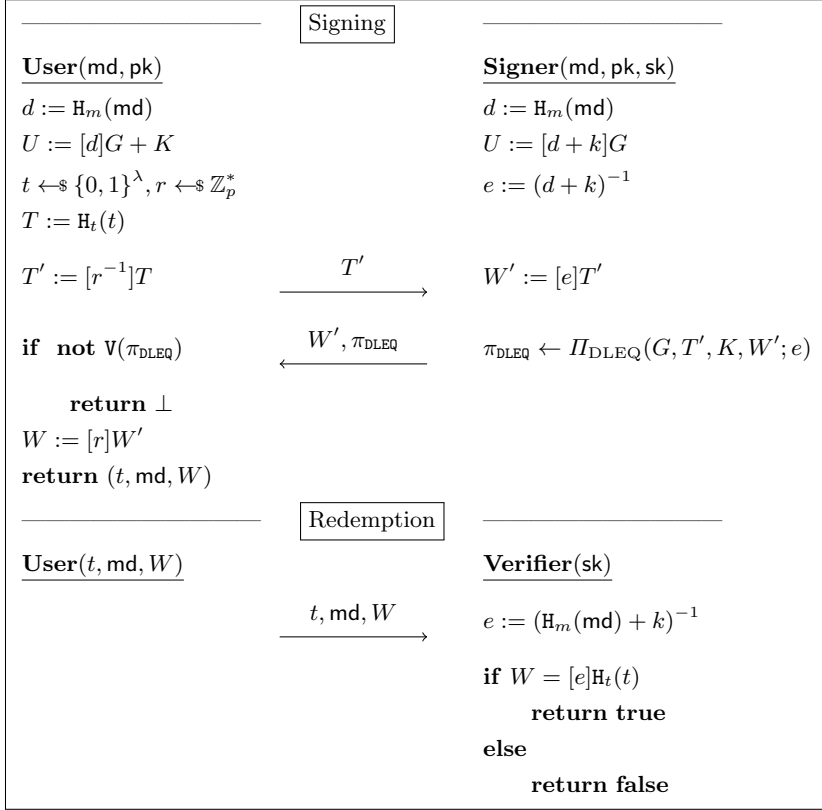 Signing
User(md, pk) Signer(md, pk, sk)
d := H_m(md) d := H_m(md)
U := [d]G + K U := [d + k]G
t ←$ {0, 1}^λ, r ←$ ℤ_p^* e := (d + k)^{-1}
T := H_t(t)
T′ := [r^{-1}]T T′ W′ := [e]T′
if not V(π_DLEQ) W′, π_DLEQ π_DLEQ ← Π_DLEQ(G, T′, K, W′; e)
return ⊥
W := [r]W′
return (t, md, W)
Redemption
User(t, md, W) Verifier(sk)
t, md, W e := (H_m(md) + k)^{-1}
if W = [e]H_t(t)
return true
else
return false